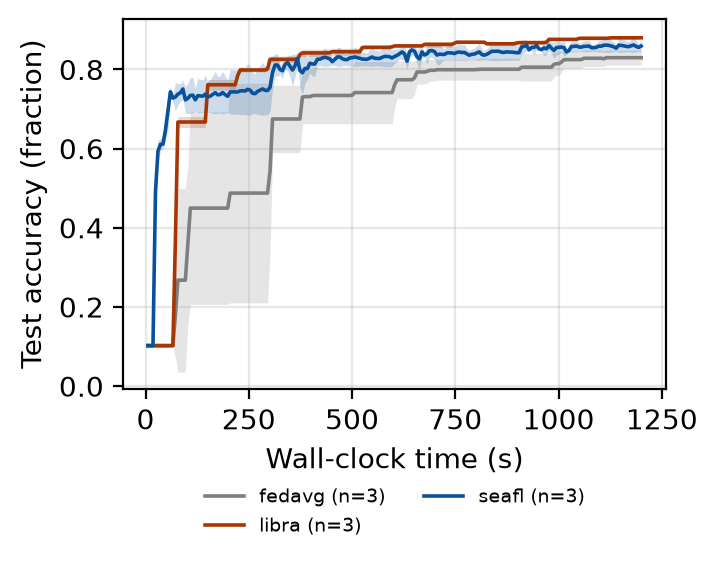 Test accuracy (fraction)
0.8
0.6
0.4
0.2
0.0
0 250 500 750 1000 1250
Wall-clock time (s)
fedavg (n=3) seafl (n=3)
libra (n=3)